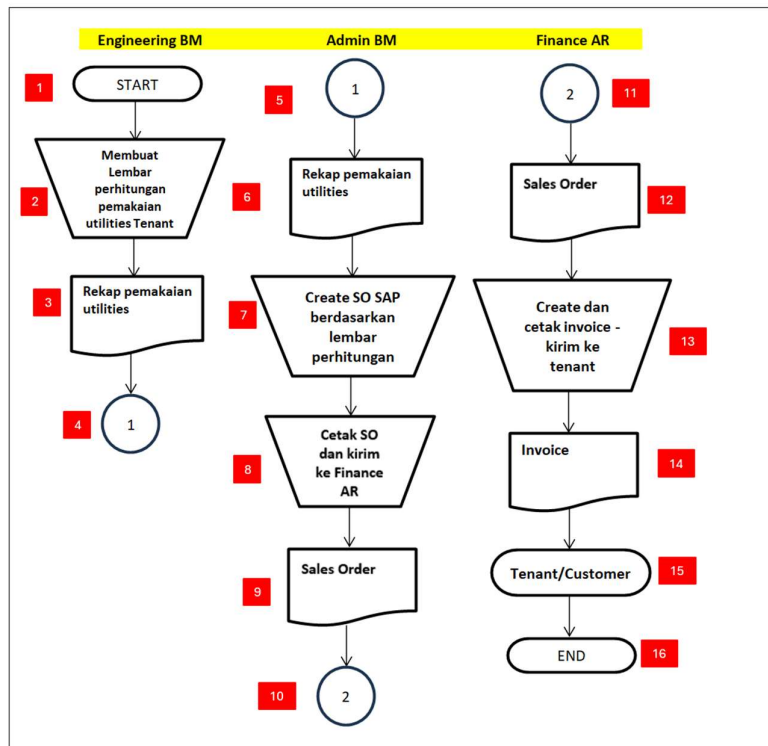 Engineering BM
Admin BM
Finance AR
1
START
2
Membuat
Lembar
perhitungan
pemakaian
utilities Tenant
3
Rekap pemakaian
utilities
4
1
5
1
6
Rekap pemakaian
utilities
7
Create SO SAP
berdasarkan
lembar
perhitungan
8
Cetak SO
dan kirim
ke Finance
AR
9
Sales Order
10
2
2
11
Sales Order
12
Create dan
cetak invoice -
kirim ke
tenant
13
Invoice
14
Tenant/Customer
15
END
16